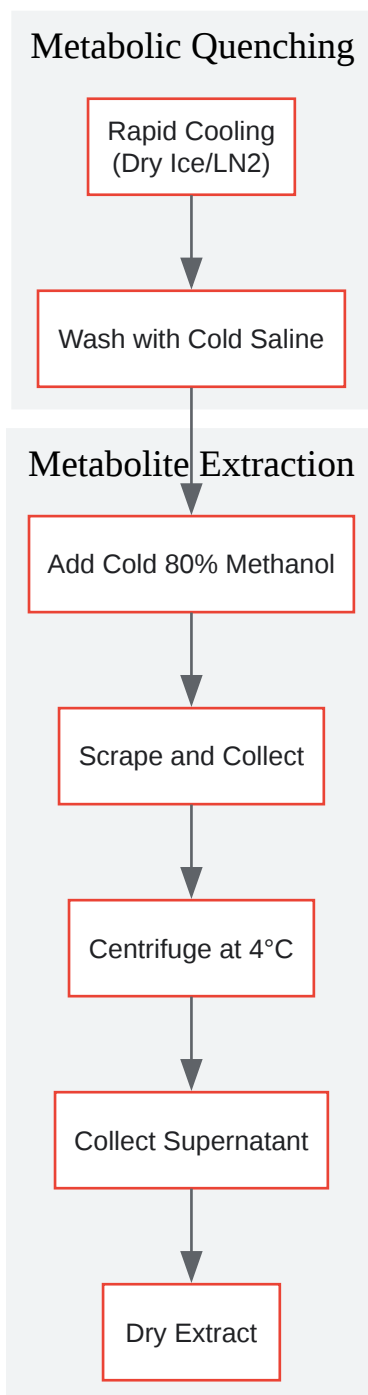 Metabolic Quenching
Rapid Cooling
(Dry Ice/LN2)
Wash with Cold Saline
Metabolite Extraction
Add Cold 80% Methanol
Scrape and Collect
Centrifuge at 4°C
Collect Supernatant
Dry Extract